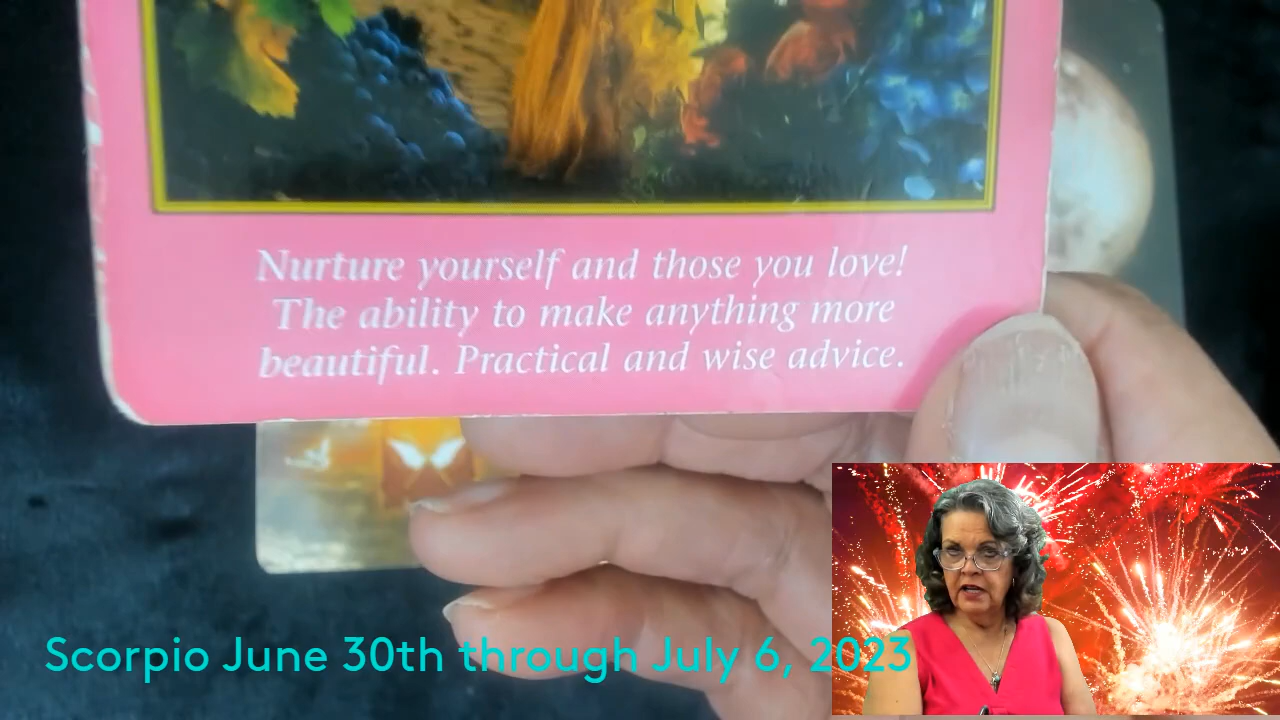 Nurture yourself and those you love!
The ability to make anything more
beautiful. Practical and wise advice.
Scorpio June 30th through July 6, 2023